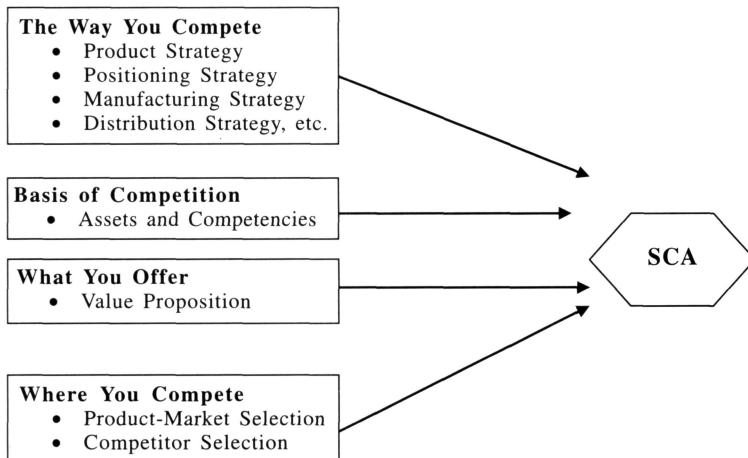 The Way You Compete
• Product Strategy
• Positioning Strategy
• Manufacturing Strategy
• Distribution Strategy, etc.
Basis of Competition
• Assets and Competencies
What You Offer
• Value Proposition
Where You Compete
• Product-Market Selection
• Competitor Selection
SCA